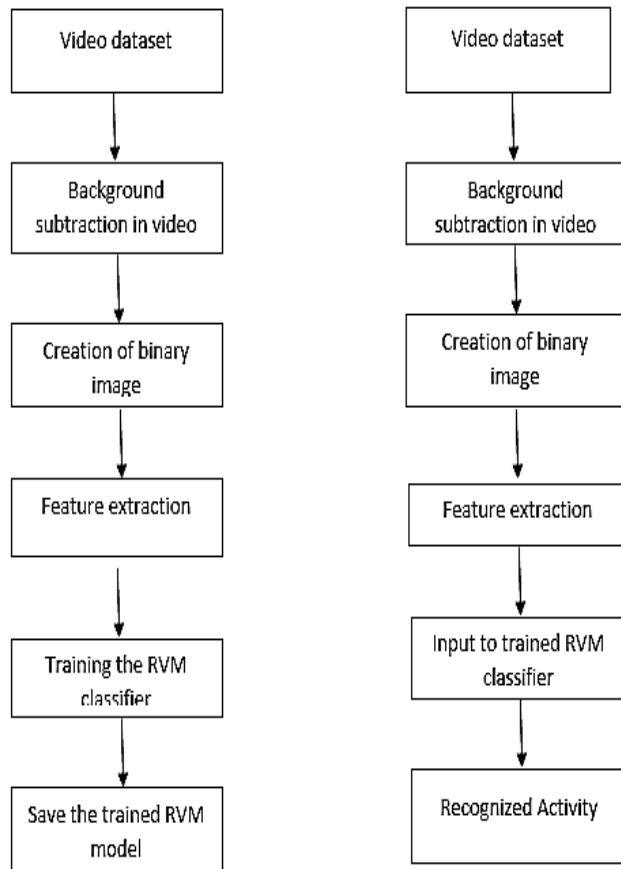 Video dataset
Background
subtraction in video
Creation of binary
image
Feature extraction
Training the RVM
classifier
Save the trained RVM
model
Video dataset
Background
subtraction in video
Creation of binary
image
Feature extraction
Input to trained RVM
classifier
Recognized Activity